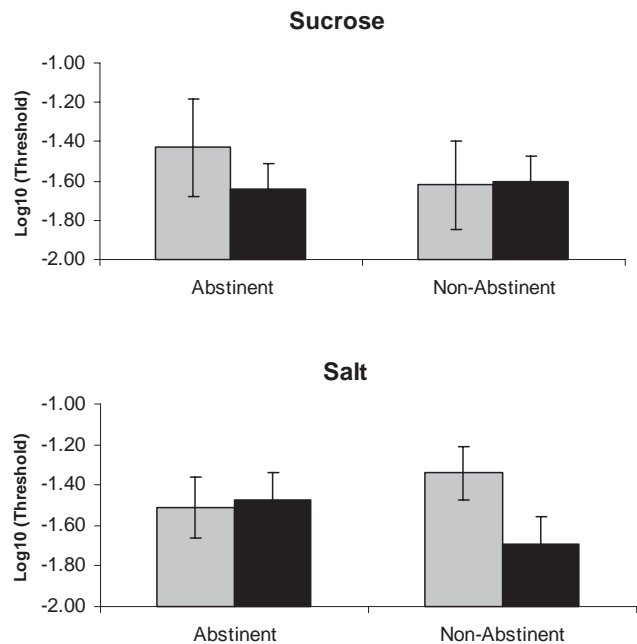 Sucrose
Log10 (Threshold)
-1.00
-1.20
-1.40
-1.60
-1.80
-2.00
Abstinent Non-Abstinent
Salt
Log10 (Threshold)
-1.00
-1.20
-1.40
-1.60
-1.80
-2.00
Abstinent Non-Abstinent